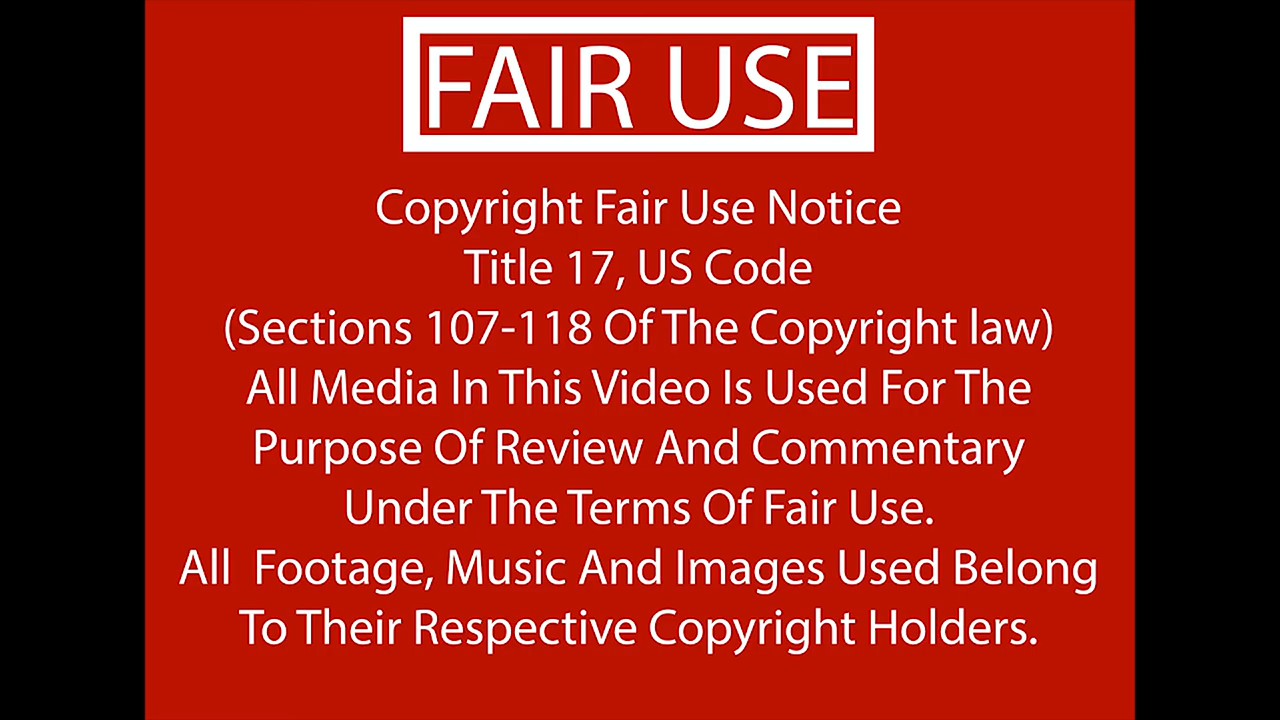 FAIR USE
Copyright Fair Use Notice
Title 17, US Code
(Sections 107-118 Of The Copyright law)
All Media In This Video Is Used For The
Purpose Of Review And Commentary
Under The Terms Of Fair Use.
All  Footage, Music And Images Used Belong
To Their Respective Copyright Holders.